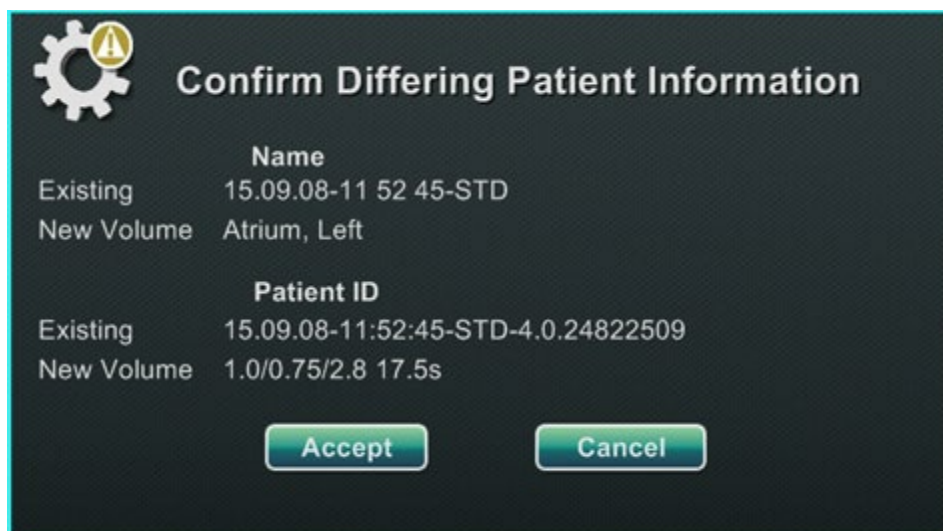 Confirm Differing Patient Information
Name
Existing 15.09.08-11 52 45-STD
New Volume Atrium, Left
Patient ID
Existing 15.09.08-11:52:45-STD-4.0.24822509
New Volume 1.0/0.75/2.8 17.5s
Accept Cancel